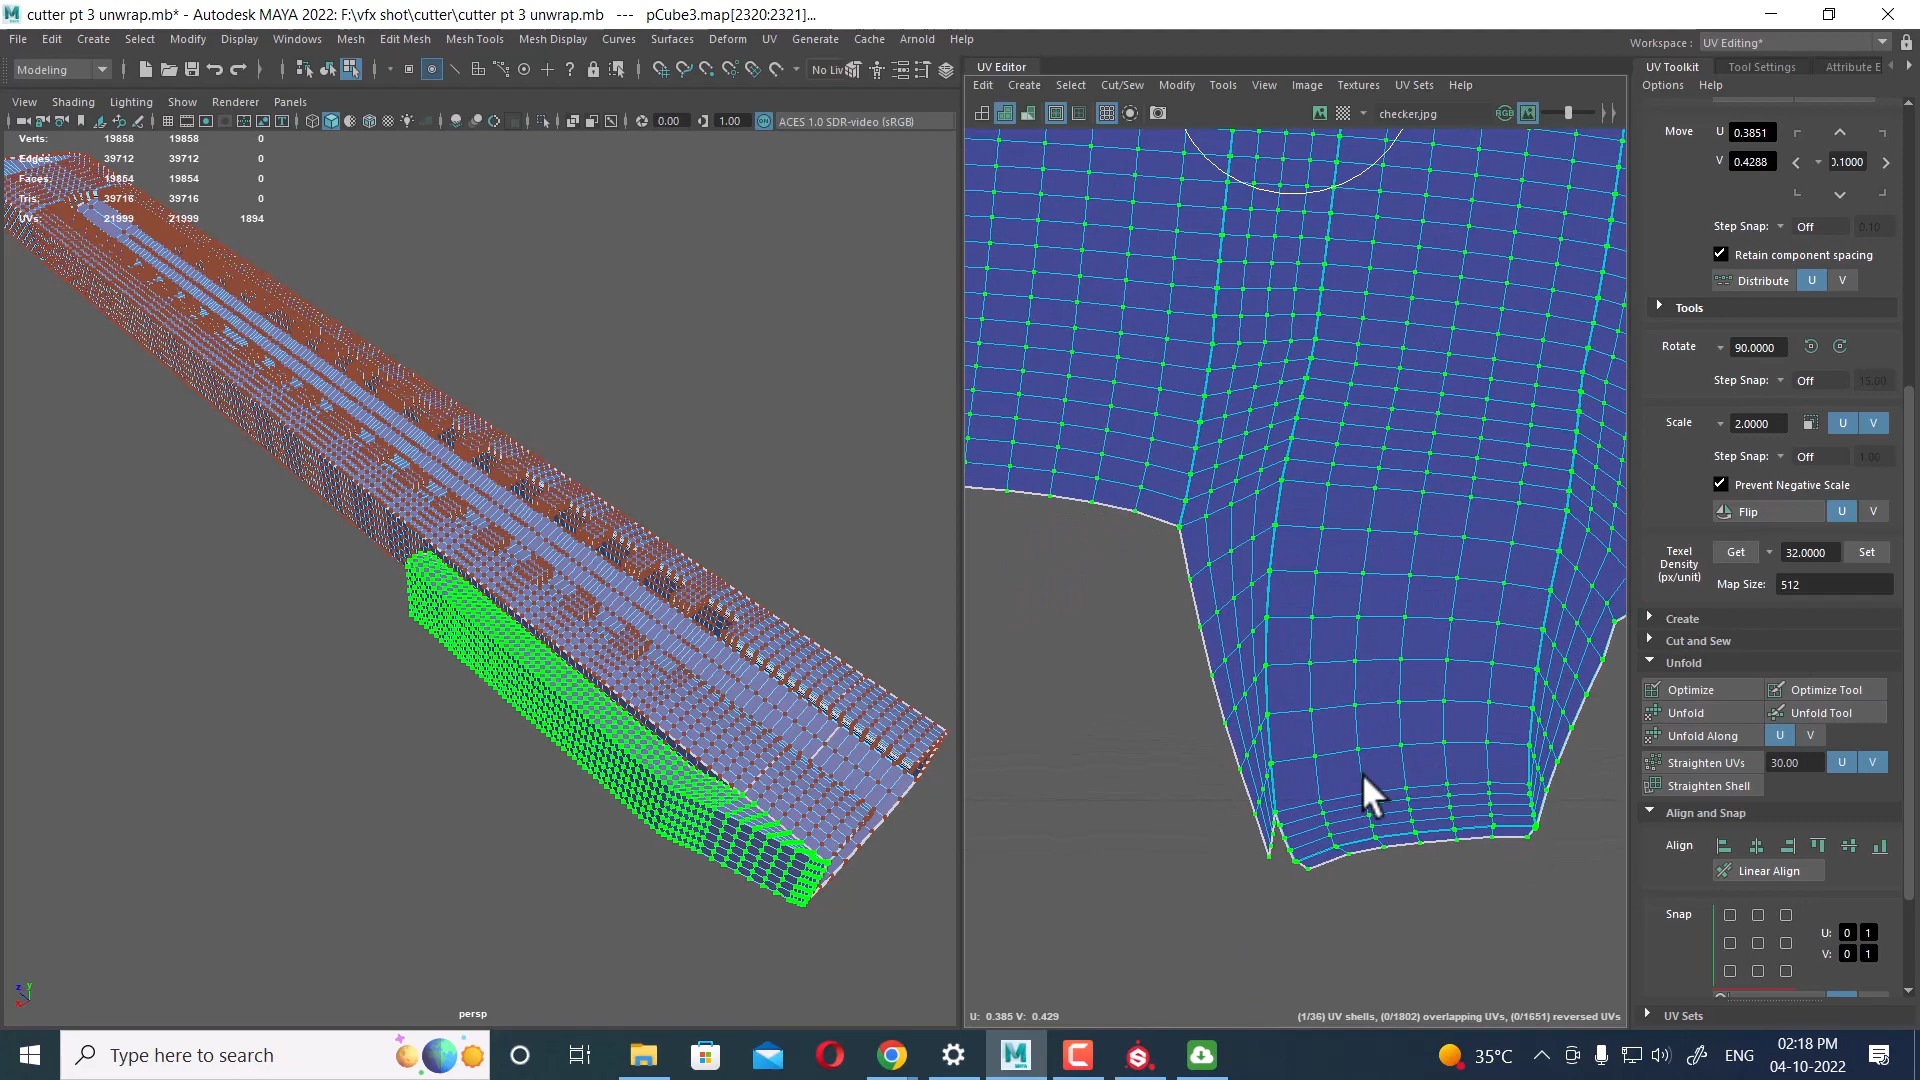 cutter pt 3 unwrap.mb* - Autodesk MAYA 2022: F:\vfx shot\cutter\cutter pt 3 unwrap.mb --- pCube3.map[2320:2321]...
File Edit Create Select Modify Display Windows Mesh Edit Mesh Mesh Tools Mesh Display Curves Surfaces Deform UV Generate Cache Arnold Help
Workspace : UV Editing*
Modeling
No Liv
UV Editor
UV Toolkit Tool Settings Attribute E
View Shading Lighting Show Renderer Panels
Edit Create Select Cut/Sew Modify Tools View Image Textures UV Sets Help
Options Help
0.00 1.00 ON ACES 1.0 SDR-video (sRGB)
checker.jpg RGB
Verts: 19858 19858 0
Edges: 39712 39712 0
Faces: 19854 19854 0
Tris: 39716 39716 0
UVs: 21999 21999 1894
Move U 0.3851
V 0.4288 0.1000
Step Snap: Off 0.10
Retain component spacing
Distribute U V
Tools
Rotate 90.0000
Step Snap: Off 15.00
Scale 2.0000 U V
Step Snap: Off 1.00
Prevent Negative Scale
Flip U V
Texel Density (px/unit) Get 32.0000 Set
Map Size: 512
Create
Cut and Sew
Unfold
Optimize Optimize Tool
Unfold Unfold Tool
Unfold Along U V
Straighten UVs 30.00 U V
Straighten Shell
Align and Snap
Align
Linear Align
Snap
U: 0 1
V: 0 1
UV Sets
z y x
persp
U: 0.385 V: 0.429
(1/36) UV shells, (0/1802) overlapping UVs, (0/1651) reversed UVs
Type here to search
35°C
ENG
02:18 PM
04-10-2022